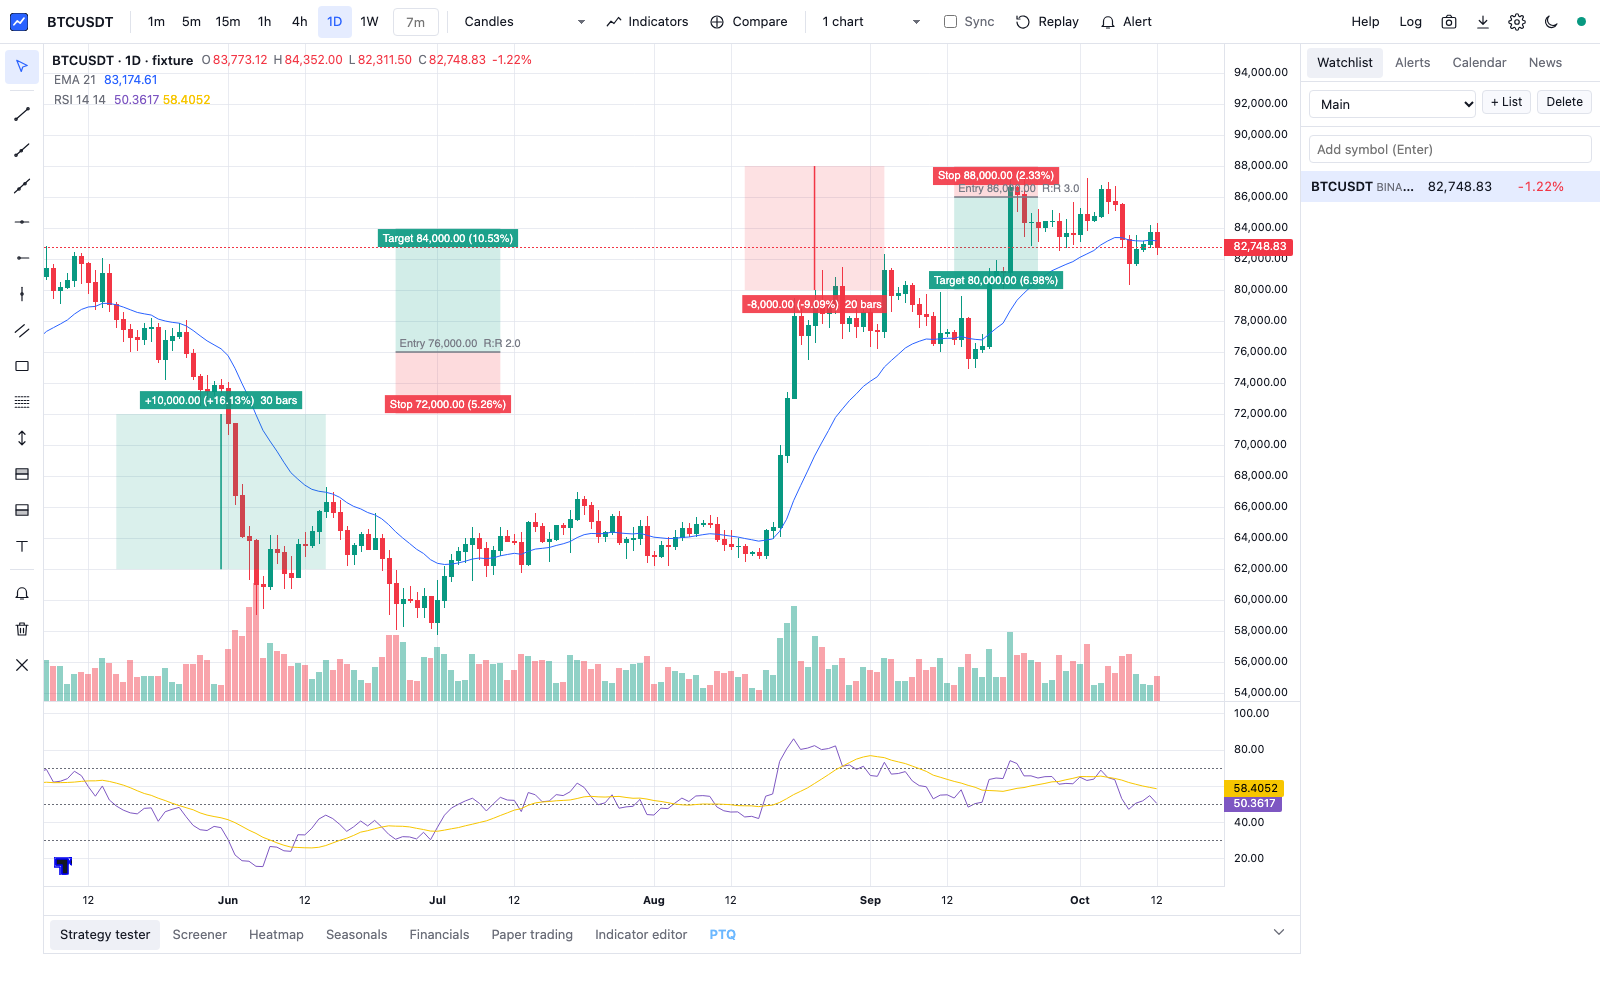 BTCUSDT 1m 5m 15m 1h 4h 1D 1W 7m Candles Indicators Compare 1 chart Sync Replay Alert Help Log
BTCUSDT · 1D · fixture O 83,773.12 H 84,352.00 L 82,311.50 C 82,748.83 -1.22%
EMA 21 83,174.61
RSI 14 14 50.3617 58.4052
Watchlist Alerts Calendar News
Main + List Delete
Add symbol (Enter)
BTCUSDT BINA... 82,748.83 -1.22%
94,000.00
92,000.00
90,000.00
88,000.00
86,000.00
84,000.00
82,748.83
82,000.00
80,000.00
78,000.00
76,000.00
74,000.00
72,000.00
70,000.00
68,000.00
66,000.00
64,000.00
62,000.00
60,000.00
58,000.00
56,000.00
54,000.00
Stop 88,000.00 (2.33%)
R:R 3.0
Target 80,000.00 (6.98%)
Target 84,000.00 (10.53%)
Entry 76,000.00 R:R 2.0
Stop 72,000.00 (5.26%)
-8,000.00 (-9.09%) 20 bars
+10,000.00 (+16.13%) 30 bars
100.00
80.00
58.4052
50.3617
40.00
20.00
12 Jun 12 Jul 12 Aug 12 Sep 12 Oct 12
Strategy tester Screener Heatmap Seasonals Financials Paper trading Indicator editor PTQ